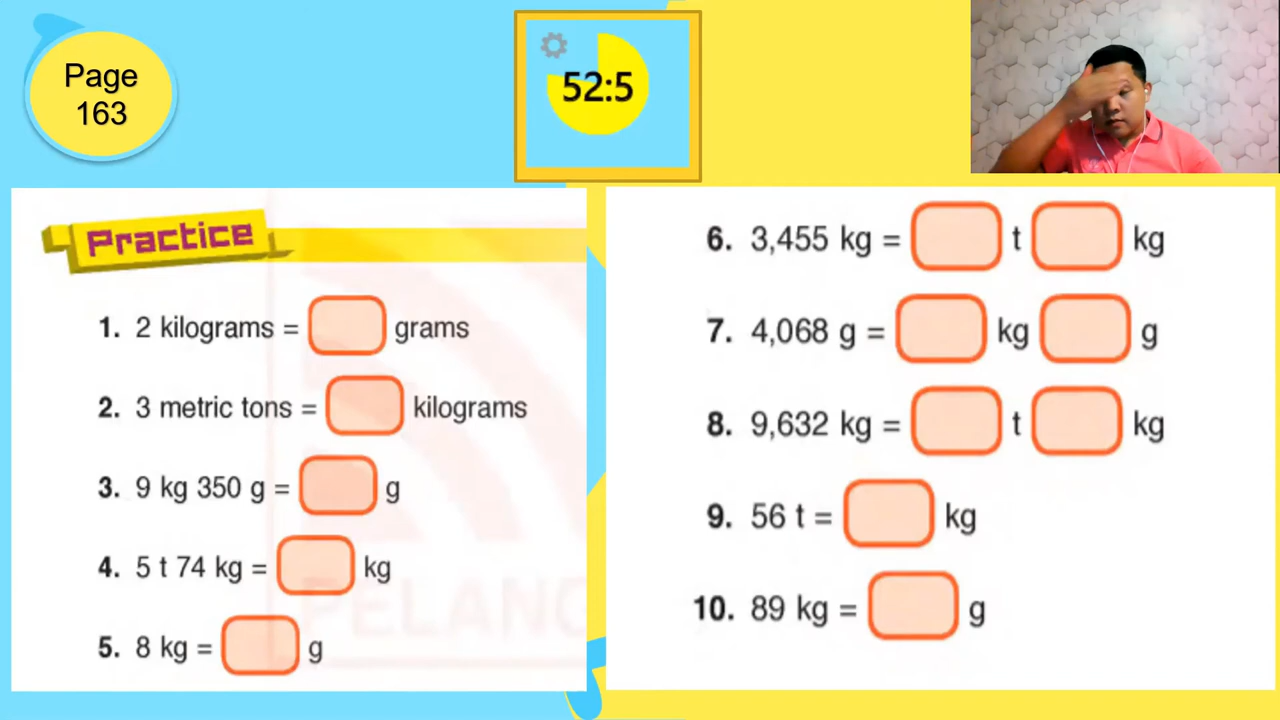 Page
163
52:5
Practice
1. 2 kilograms = grams
2. 3 metric tons = kilograms
3. 9 kg 350 g = g
4. 5 t 74 kg = kg
5. 8 kg = g
PELANG
6. 3,455 kg = t kg
7. 4,068 g = kg g
8. 9,632 kg = t kg
9. 56 t = kg
10. 89 kg = g